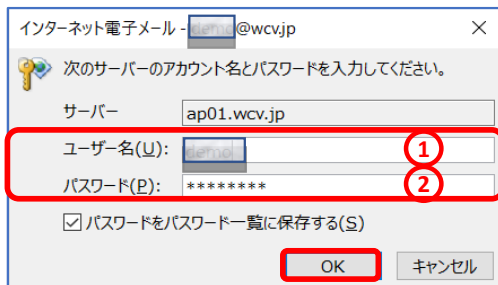 インターネット電子メール - @wcv.jp
次のサーバーのアカウント名とパスワードを入力してください。
サーバー ap01.wcv.jp
ユーザー名(U): demo ①
パスワード(P): ******** ②
パスワードをパスワード一覧に保存する(S)
OK キャンセル